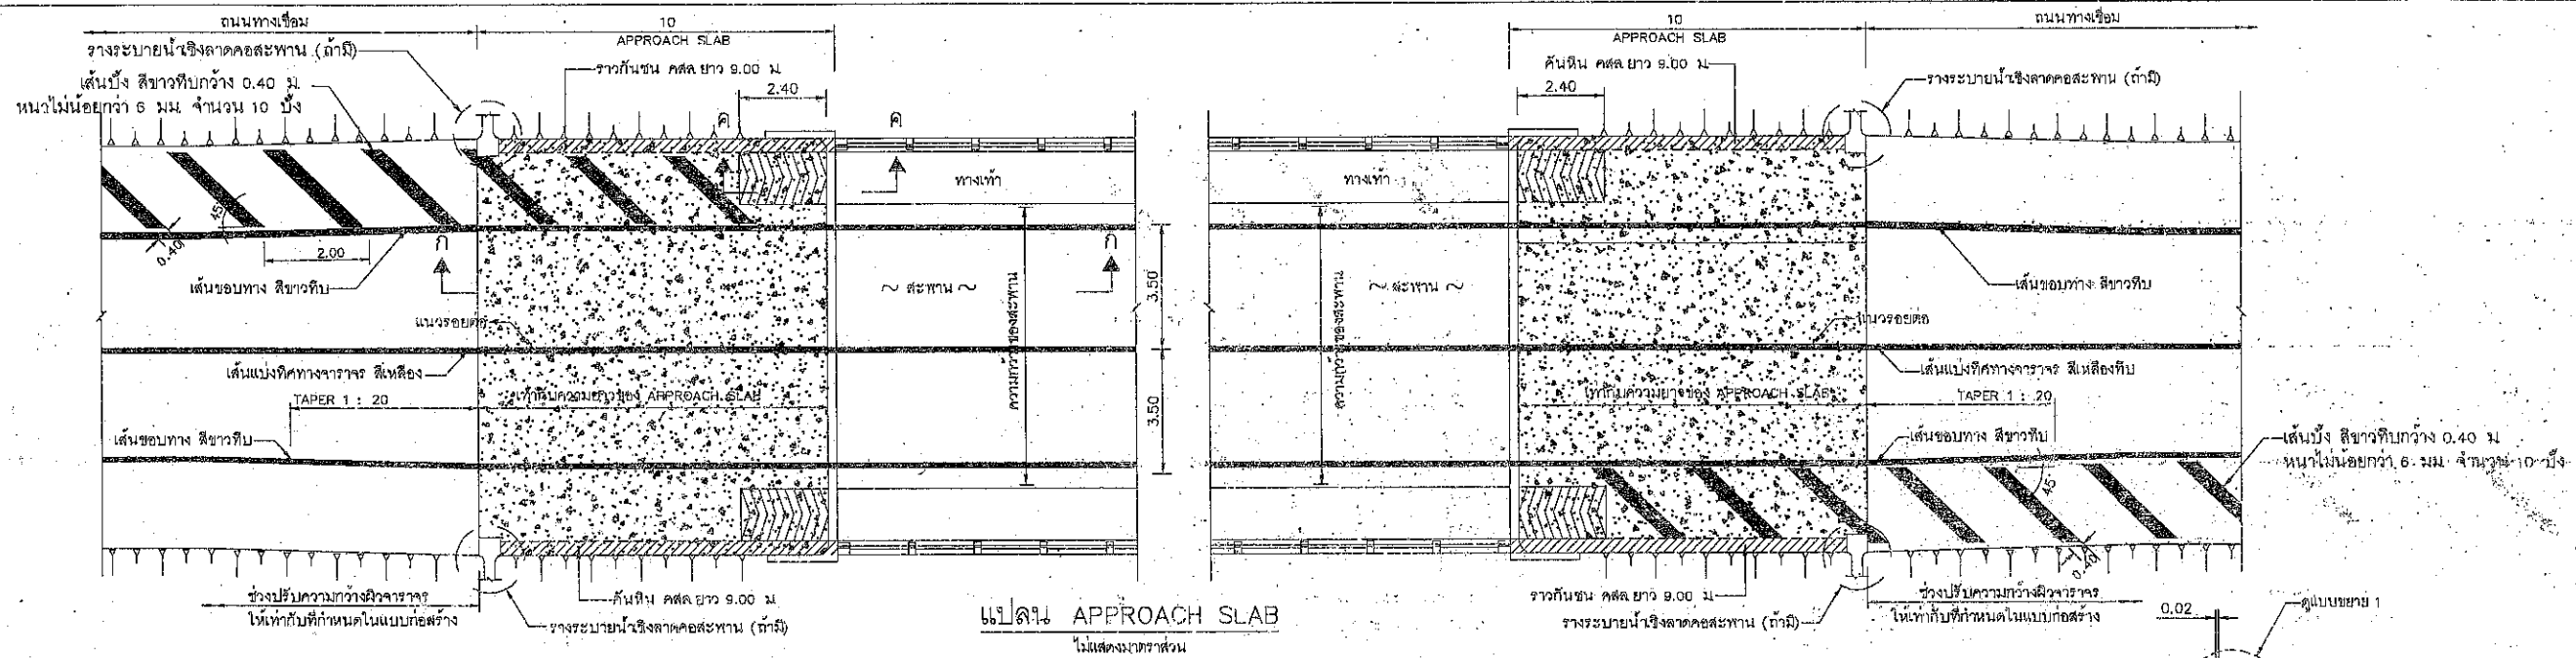 ถนนทางเชื่อม
10
APPROACH SLAB
10
APPROACH SLAB
ถนนทางเชื่อม
รางระบายน้ำเชิงลาดคอสะพาน (ถ้ามี)
ราวกันชน คสล ยาว 9.00 ม
คันหิน คสล ยาว 9.00 ม
รางระบายน้ำเชิงลาดคอสะพาน (ถ้ามี)
เส้นบั้ง สีขาวทึบกว้าง 0.40 ม.
หนาไม่น้อยกว่า 6 มม. จำนวน 10 บั้ง
2.40
2.40
ค
ค
ทางเท้า
ทางเท้า
45
0.40
2.00
ก
ก
เส้นขอบทาง สีขาวทึบ
~ สะพาน ~
~ สะพาน ~
เส้นขอบทาง สีขาวทึบ
ความกว้างของสะพาน
ความกว้างของสะพาน
3.50
3.50
แนวรอยต่อ
แนวรอยต่อ
เส้นแบ่งทิศทางจราจร สีเหลือง
เส้นแบ่งทิศทางจราจร สีเหลืองทึบ
TAPER 1 : 20
เท่ากับความยาวของ APPROACH SLAB
เท่ากับความยาวของ APPROACH SLAB
TAPER 1 : 20
เส้นขอบทาง สีขาวทึบ
เส้นขอบทาง สีขาวทึบ
เส้นบั้ง สีขาวทึบกว้าง 0.40 ม
หนาไม่น้อยกว่า 6 มม. จำนวน 10 บั้ง
45
0.40
ช่วงปรับความกว้างผิวจราจร
ให้เท่ากับที่กำหนดในแบบก่อสร้าง
คันหิน คสล ยาว 9.00 ม
รางระบายน้ำเชิงลาดคอสะพาน (ถ้ามี)
แปลน APPROACH SLAB
ไม่แสดงมาตราส่วน
ราวกันชน คสล ยาว 9.00 ม
รางระบายน้ำเชิงลาดคอสะพาน (ถ้ามี)
ช่วงปรับความกว้างผิวจราจร
ให้เท่ากับที่กำหนดในแบบก่อสร้าง
0.02
ดูแบบขยาย 1